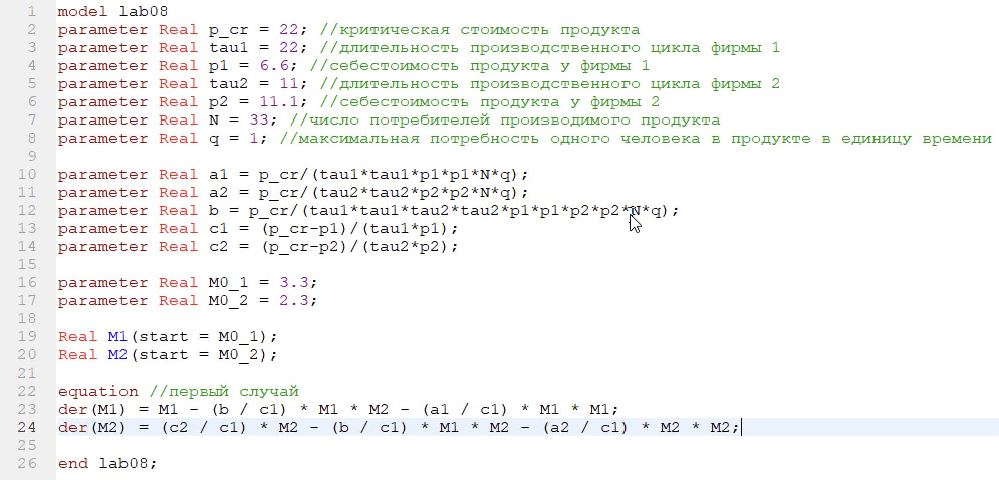 1 model lab08
2 parameter Real p_cr = 22; //критическая стоимость продукта
3 parameter Real tau1 = 22; //длительность производственного цикла фирмы 1
4 parameter Real p1 = 6.6; //себестоимость продукта у фирмы 1
5 parameter Real tau2 = 11; //длительность производственного цикла фирмы 2
6 parameter Real p2 = 11.1; //себестоимость продукта у фирмы 2
7 parameter Real N = 33; //число потребителей производимого продукта
8 parameter Real q = 1; //максимальная потребность одного человека в продукте в единицу времени
9
10 parameter Real a1 = p_cr/(tau1*tau1*p1*p1*N*q);
11 parameter Real a2 = p_cr/(tau2*tau2*p2*p2*N*q);
12 parameter Real b = p_cr/(tau1*tau1*tau2*tau2*p1*p1*p2*p2*N*q);
13 parameter Real c1 = (p_cr-p1)/(tau1*p1);
14 parameter Real c2 = (p_cr-p2)/(tau2*p2);
15
16 parameter Real M0_1 = 3.3;
17 parameter Real M0_2 = 2.3;
18
19 Real M1(start = M0_1);
20 Real M2(start = M0_2);
21
22 equation //первый случай
23 der(M1) = M1 - (b / c1) * M1 * M2 - (a1 / c1) * M1 * M1;
24 der(M2) = (c2 / c1) * M2 - (b / c1) * M1 * M2 - (a2 / c1) * M2 * M2;
25
26 end lab08;